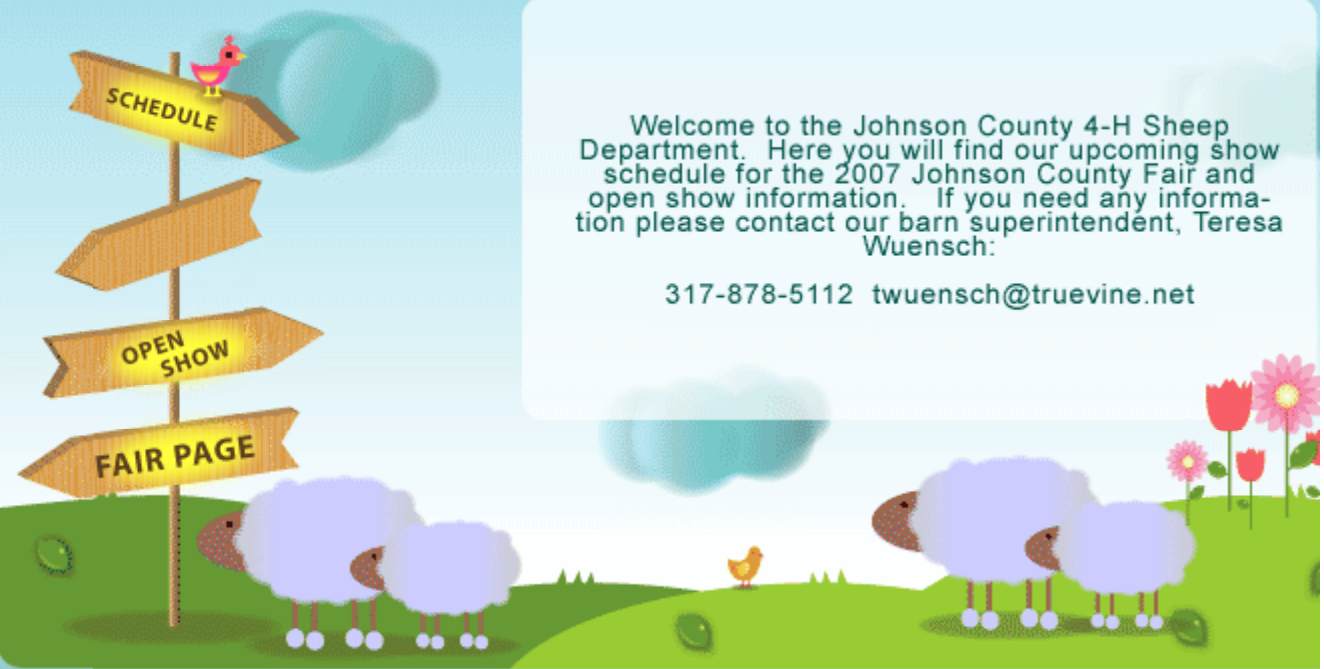 SCHEDULE
OPEN
SHOW
FAIR PAGE
Welcome to the Johnson County 4-H Sheep
Department.  Here you will find our upcoming show
schedule for the 2007 Johnson County Fair and
open show information.   If you need any informa-
tion please contact our barn superintendent, Teresa
Wuensch:
317-878-5112  twuensch@truevine.net